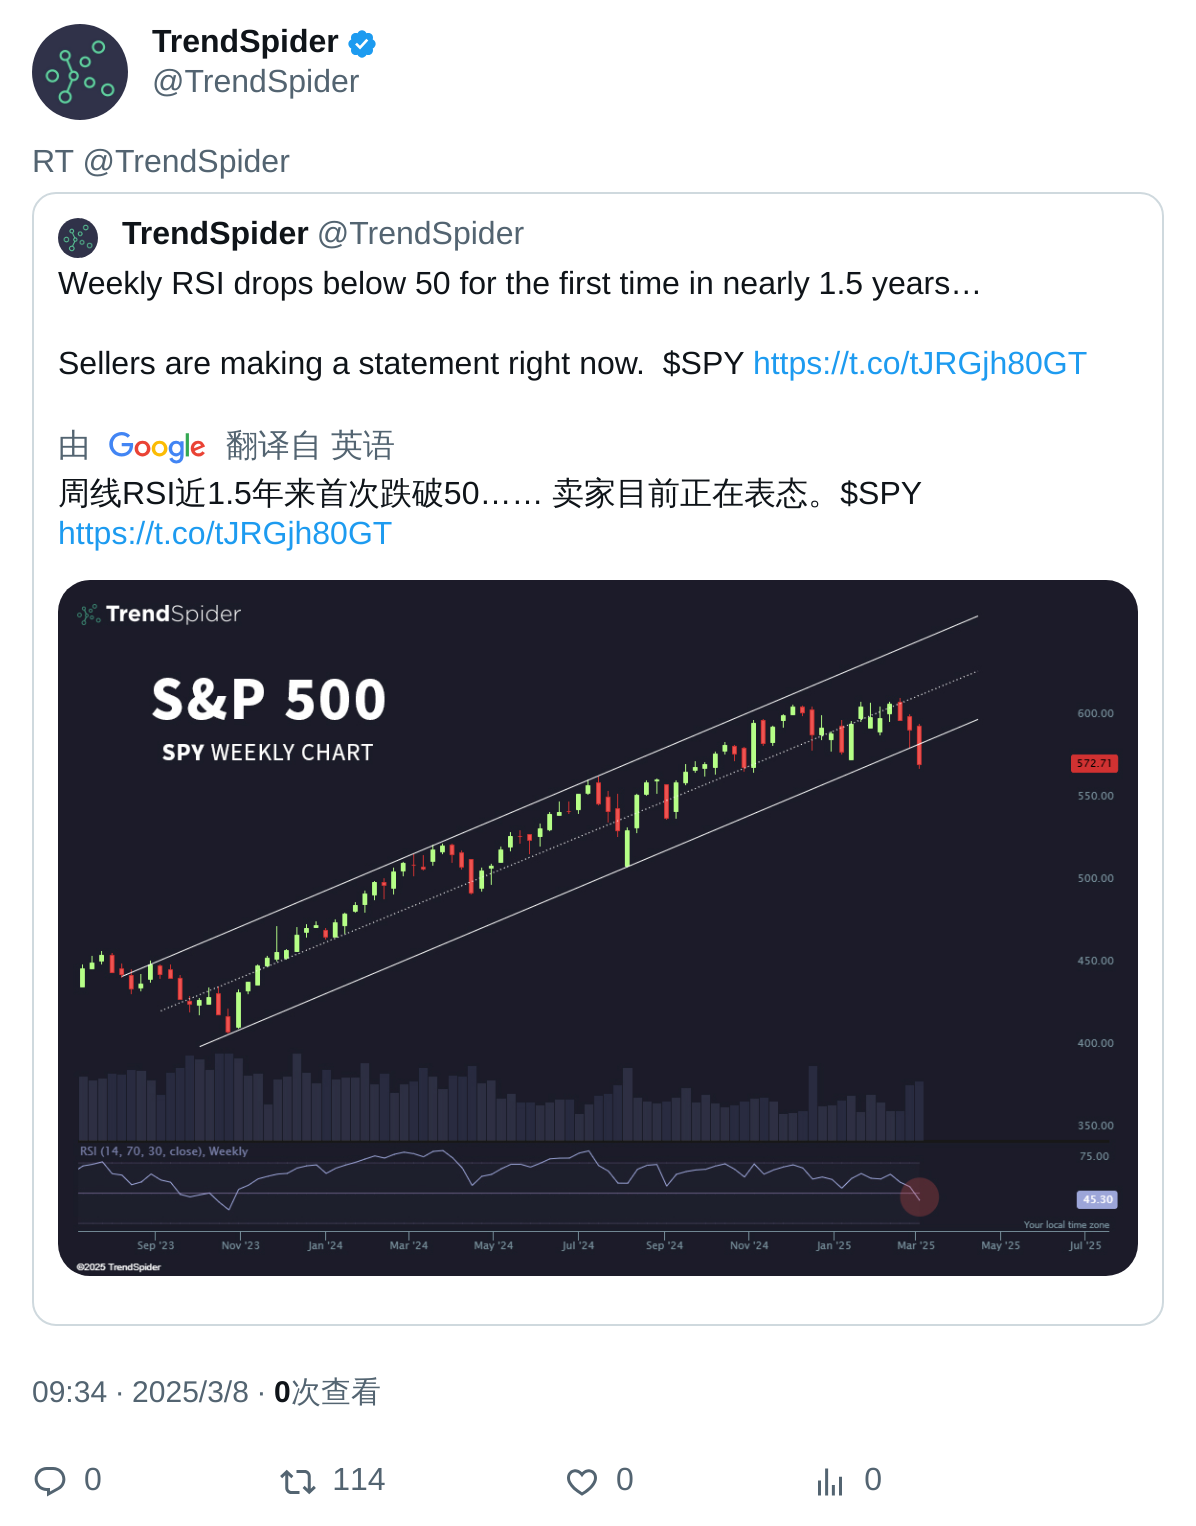 TrendSpider
@TrendSpider
RT @TrendSpider
TrendSpider @TrendSpider
Weekly RSI drops below 50 for the first time in nearly 1.5 years…
Sellers are making a statement right now.  $SPY https://t.co/tJRGjh80GT
由 Google 翻译自 英语
周线RSI近1.5年来首次跌破50…… 卖家目前正在表态。$SPY
https://t.co/tJRGjh80GT
TrendSpider
S&P 500
SPY WEEKLY CHART
600.00
572.71
550.00
500.00
450.00
400.00
350.00
RSI (14, 70, 30, close), Weekly
75.00
45.30
Your local time zone
Sep '23 Nov '23 Jan '24 Mar '24 May '24 Jul '24 Sep '24 Nov '24 Jan '25 Mar '25 May '25 Jul '25
©2025 TrendSpider
09:34 · 2025/3/8 · 0次查看
0 114 0 0